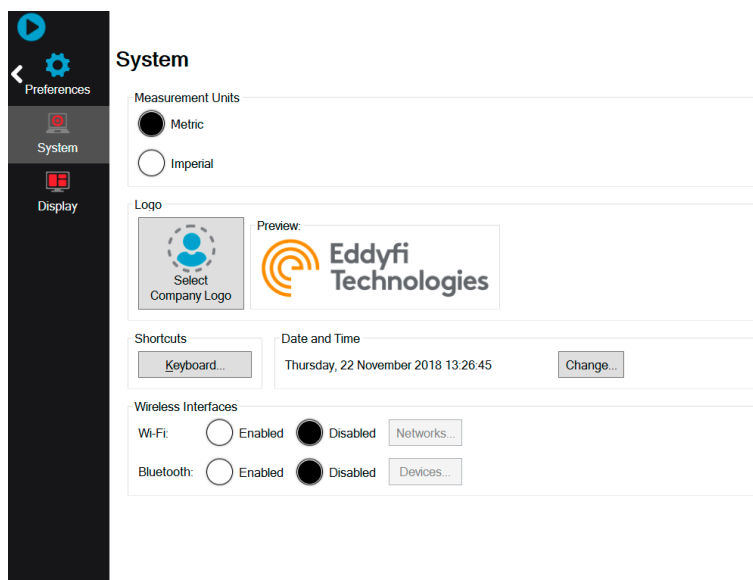 System
Preferences
System
Display
Measurement Units
Metric
Imperial
Logo
Select
Company Logo
Preview:
Eddyfi
Technologies
Shortcuts
Keyboard...
Date and Time
Thursday, 22 November 2018 13:26:45
Change...
Wireless Interfaces
Wi-Fi: Enabled Disabled Networks...
Bluetooth: Enabled Disabled Devices...